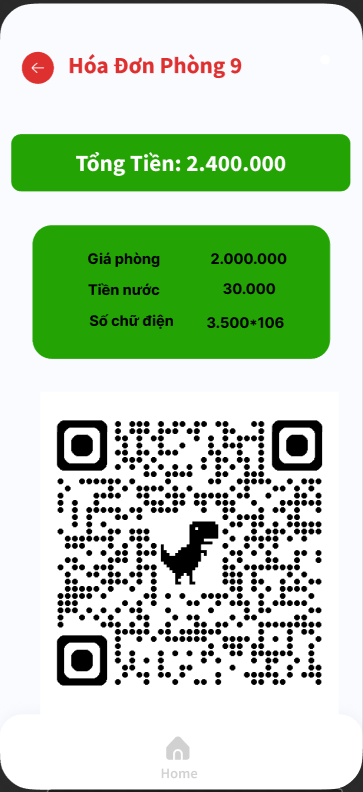 Hóa Đơn Phòng 9
Tổng Tiền: 2.400.000
Giá phòng 2.000.000
Tiền nước 30.000
Số chữ điện 3.500*106
Home